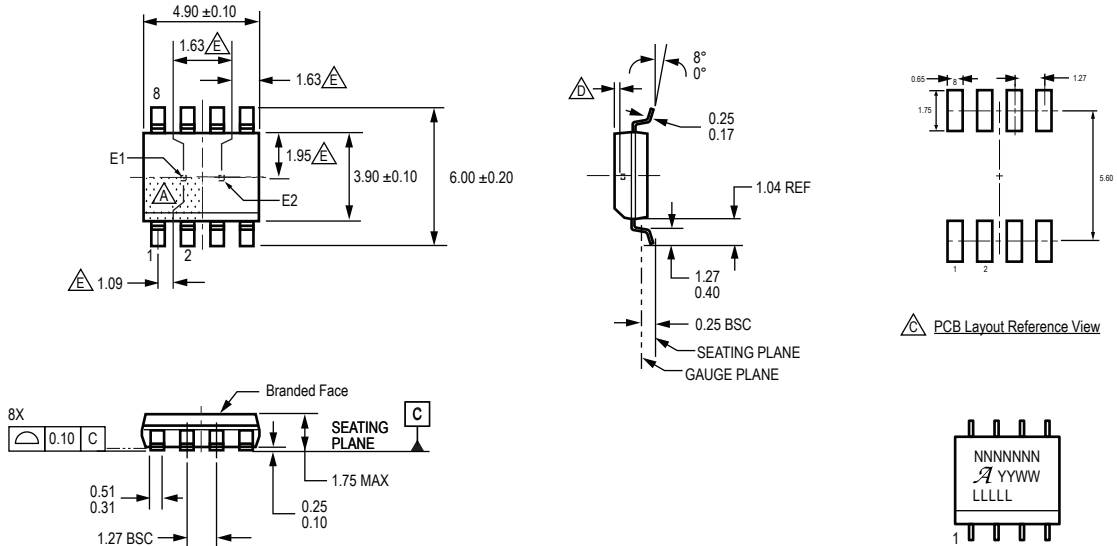 4.90 ±0.10
1.63 E
1.63 E
8
E1
1.95 E
3.90 ±0.10
6.00 ±0.20
A
E2
1
2
E 1.09
8°
0°
D
0.25
0.17
1.04 REF
1.27
0.40
0.25 BSC
SEATING PLANE
GAUGE PLANE
0.65
8
1.27
1.75
5.60
1
2
C PCB Layout Reference View
Branded Face
8X
0.10 C
SEATING
PLANE
C
1.75 MAX
0.51
0.31
0.25
0.10
1.27 BSC
NNNNNNN
A YYWW
LLLLL
1